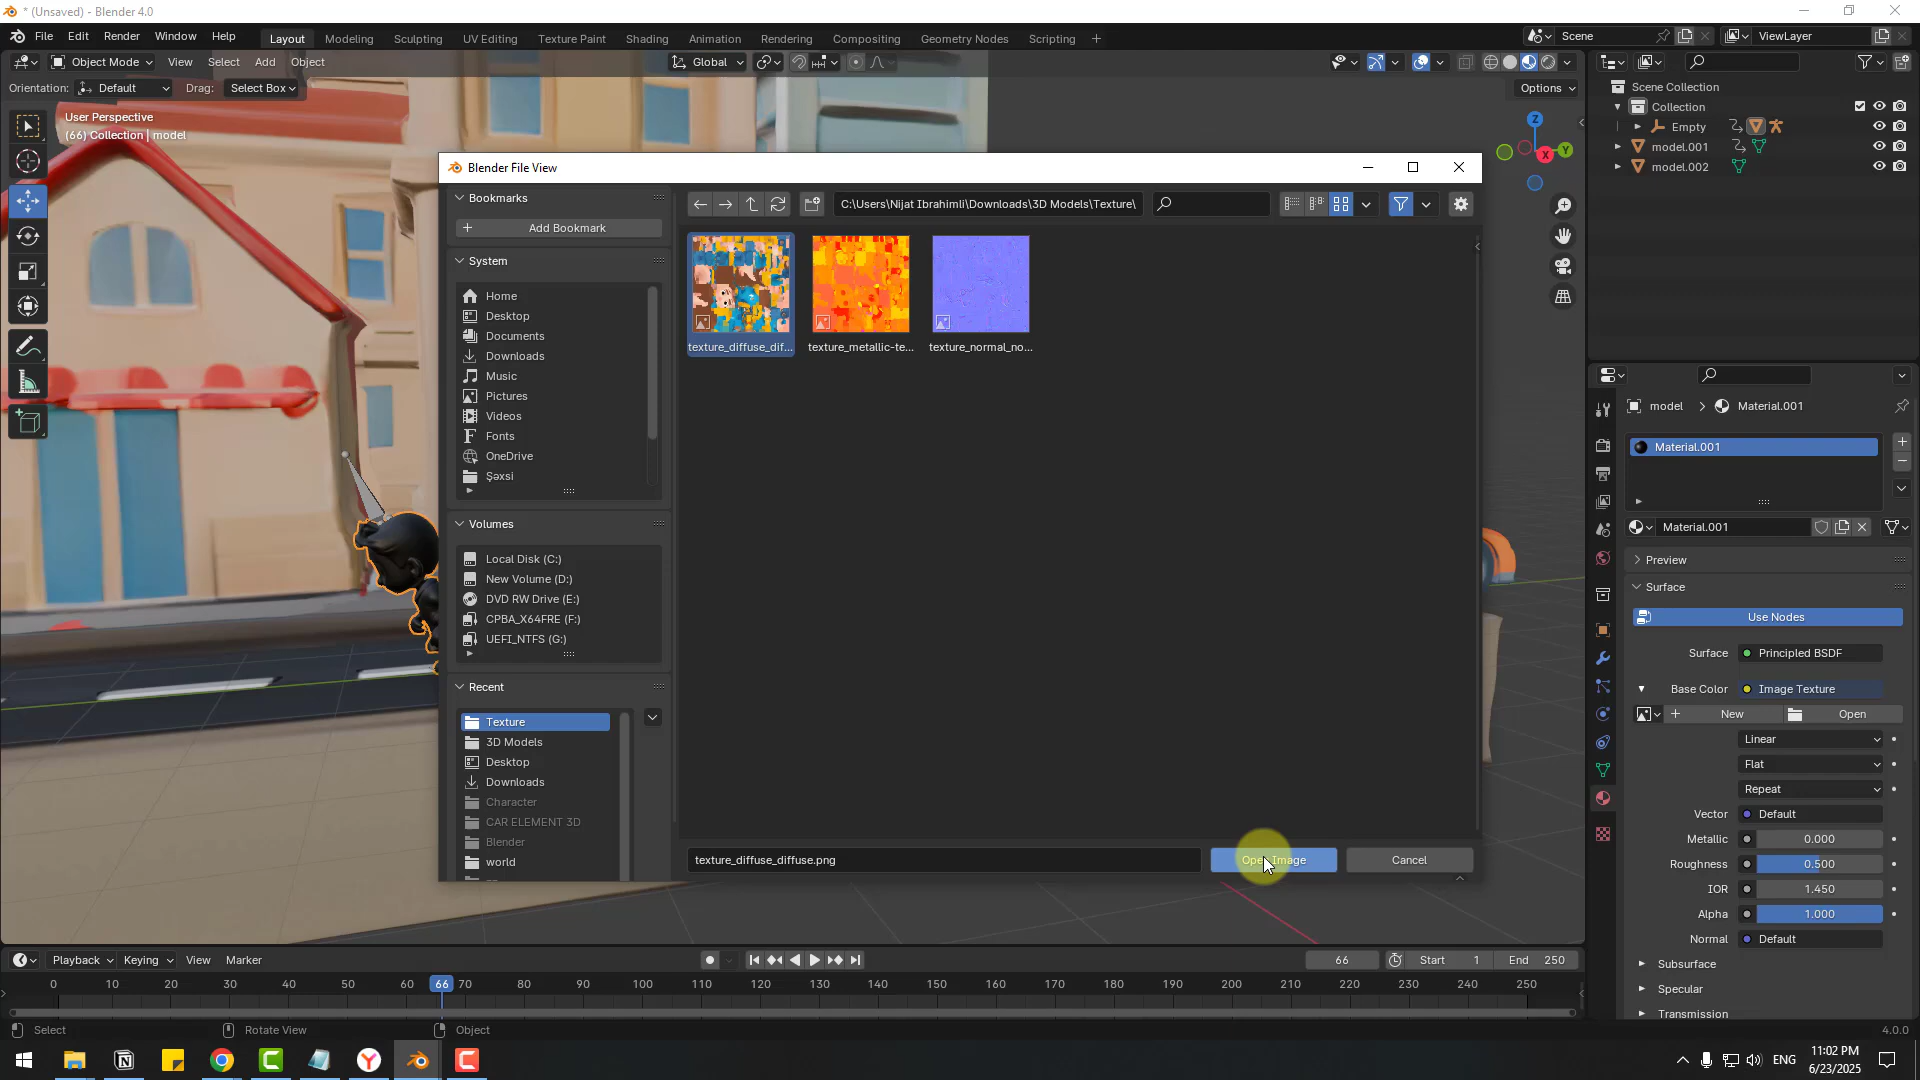 * (Unsaved) - Blender 4.0
File Edit Render Window Help
Layout Modeling Sculpting UV Editing Texture Paint Shading Animation Rendering Compositing Geometry Nodes Scripting +
Scene ViewLayer
Object Mode View Select Add Object Global
Orientation: Default Drag: Select Box Options
User Perspective
(66) Collection | model
Z
Y
X
Scene Collection
Collection
Empty
model.001
model.002
Blender File View
Bookmarks
Add Bookmark
C:\Users\Nijat Ibrahimli\Downloads\3D Models\Texture\
System
Home
Desktop
Documents
Downloads
Music
Pictures
Videos
Fonts
OneDrive
Şəxsi
texture_diffuse_dif... texture_metallic-te... texture_normal_no...
Volumes
Local Disk (C:)
New Volume (D:)
DVD RW Drive (E:)
CPBA_X64FRE (F:)
UEFI_NTFS (G:)
Recent
Texture
3D Models
Desktop
Downloads
Character
CAR ELEMENT 3D
Blender
world
texture_diffuse_diffuse.png Open Image Cancel
model > Material.001
Material.001
Material.001
Preview
Surface
Use Nodes
Surface Principled BSDF
Base Color Image Texture
New Open
Linear
Flat
Repeat
Vector Default
Metallic 0.000
Roughness 0.500
IOR 1.450
Alpha 1.000
Normal Default
Subsurface
Specular
Transmission
Playback Keying View Marker 66 Start 1 End 250
0 10 20 30 40 50 60 66 70 80 90 100 110 120 130 140 150 160 170 180 190 200 210 220 230 240 250
Select Rotate View Object 4.0.0
ENG
11:02 PM
6/23/2025